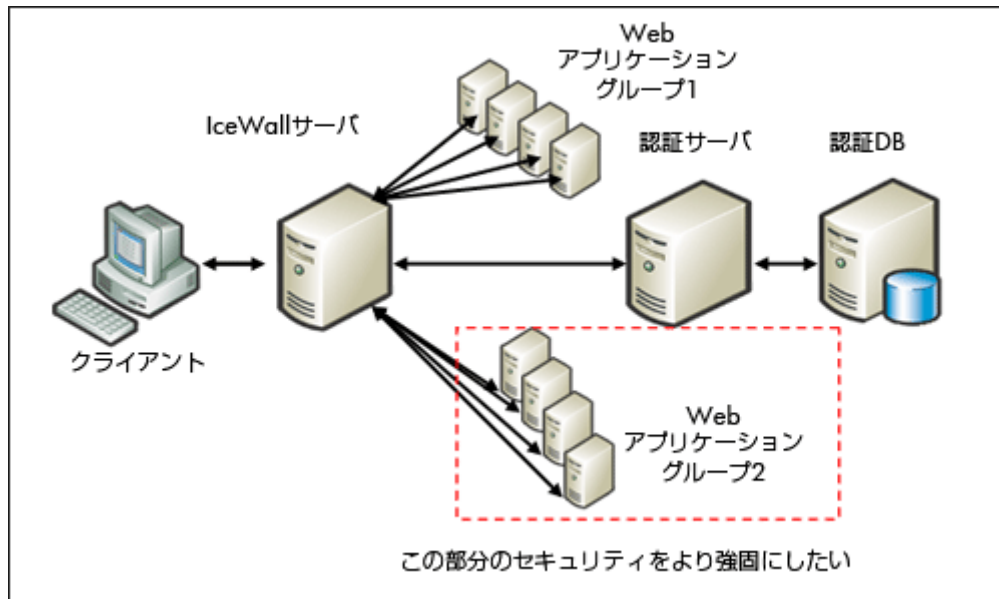 Web
アプリケーション
グループ1
IceWallサーバ
認証サーバ
認証DB
クライアント
Web
アプリケーション
グループ2
この部分のセキュリティをより強固にしたい